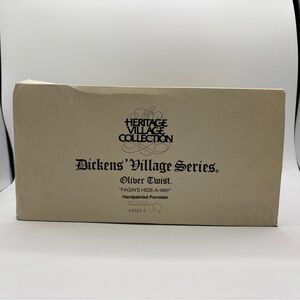 HERITAGE
VILLAGE
COLLECTION
Dickens' Village Series®
Oliver Twist
"FAGIN'S HIDE-A-WAY"
Handpainted Porcelain